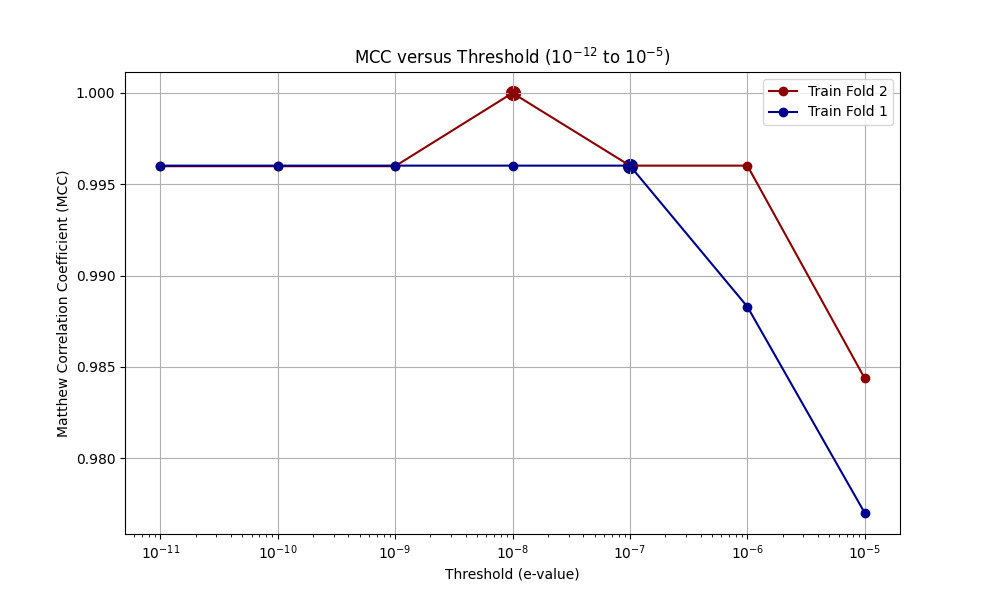 MCC versus Threshold (10⁻¹² to 10⁻⁵)
Train Fold 2
Train Fold 1
Matthew Correlation Coefficient (MCC)
1.000
0.995
0.990
0.985
0.980
10⁻¹¹ 10⁻¹⁰ 10⁻⁹ 10⁻⁸ 10⁻⁷ 10⁻⁶ 10⁻⁵
Threshold (e-value)